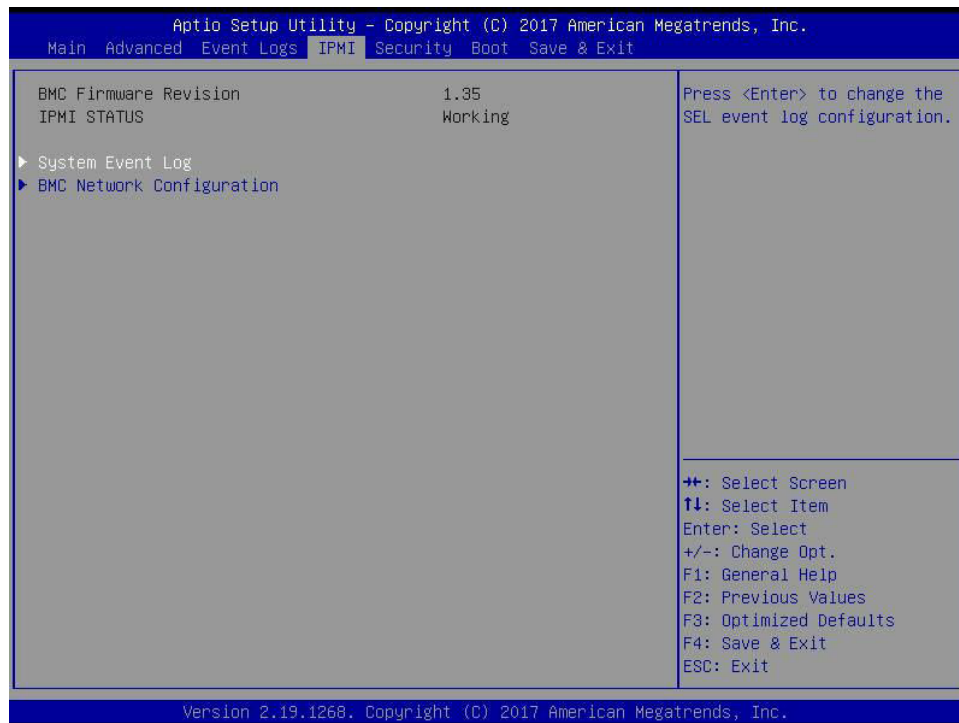 Aptio Setup Utility – Copyright (C) 2017 American Megatrends, Inc.
Main Advanced Event Logs IPMI Security Boot Save & Exit
BMC Firmware Revision 1.35
IPMI STATUS Working
System Event Log
BMC Network Configuration
Press <Enter> to change the
SEL event log configuration.
→←: Select Screen
↑↓: Select Item
Enter: Select
+/-: Change Opt.
F1: General Help
F2: Previous Values
F3: Optimized Defaults
F4: Save & Exit
ESC: Exit
Version 2.19.1268. Copyright (C) 2017 American Megatrends, Inc.